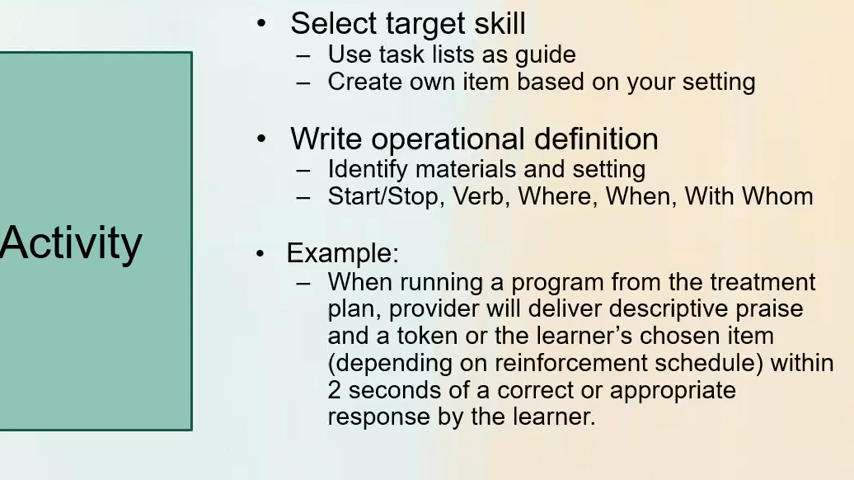 • Select target skill
– Use task lists as guide
– Create own item based on your setting
• Write operational definition
– Identify materials and setting
– Start/Stop, Verb, Where, When, With Whom
Activity
• Example:
– When running a program from the treatment
plan, provider will deliver descriptive praise
and a token or the learner’s chosen item
(depending on reinforcement schedule) within
2 seconds of a correct or appropriate
response by the learner.